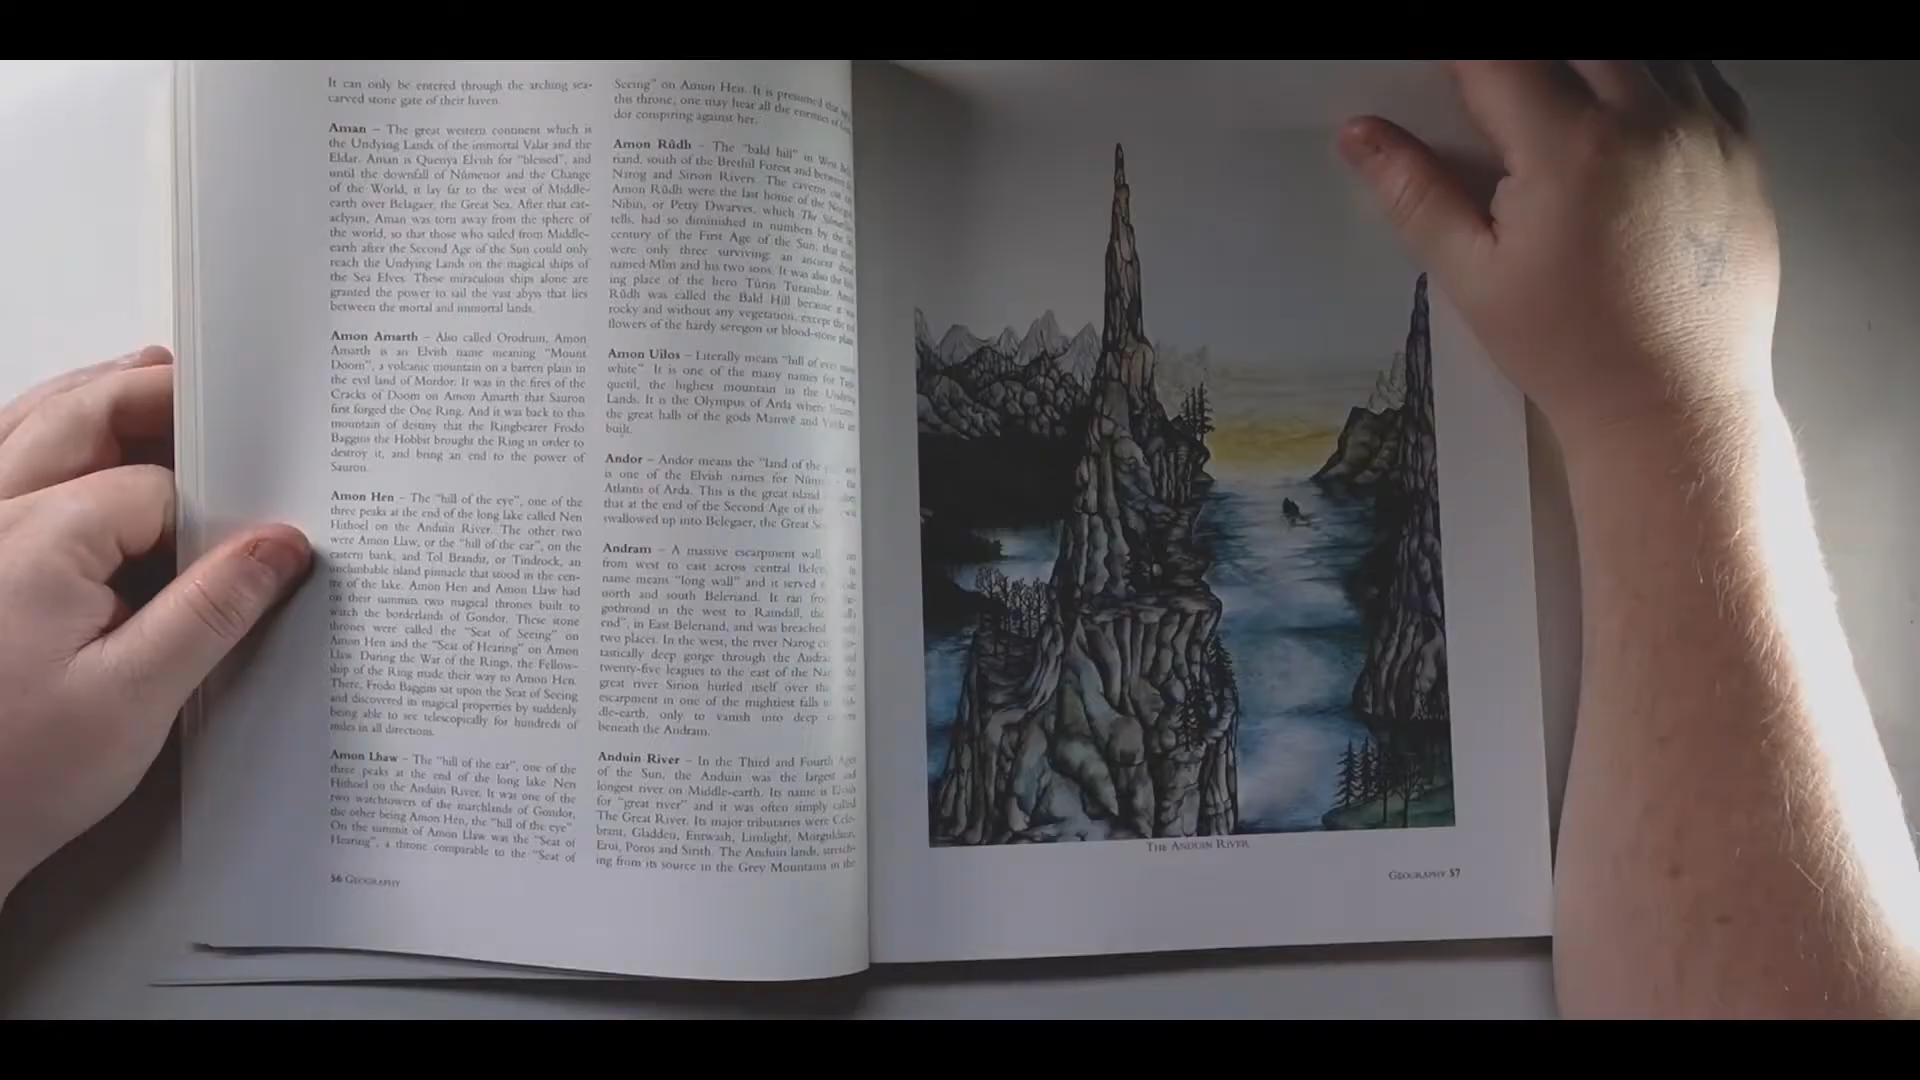 It can only be entered through the arching sea-
carved stone gate of their haven.
Aman – The great western continent which is
the Undying Lands of the immortal Valar and the
Eldar. Aman is Quenya Elvish for "blessed", and
until the downfall of Númenor and the Change
of the World, it lay far to the west of Middle-
earth over Belagaer, the Great Sea. After that cat-
aclysm, Aman was torn away from the sphere of
the world, so that those who sailed from Middle-
earth after the Second Age of the Sun could only
reach the Undying Lands on the magical ships of
the Sea Elves. These miraculous ships alone are
granted the power to sail the vast abyss that lies
between the mortal and immortal lands.
Amon Amarth – Also called Orodruin, Amon
Amarth is an Elvish name meaning "Mount
Doom", a volcanic mountain on a barren plain in
the evil land of Mordor. It was in the fires of the
Cracks of Doom on Amon Amarth that Sauron
first forged the One Ring. And it was back to this
mountain of destiny that the Ringbearer Frodo
Baggins the Hobbit brought the Ring in order to
destroy it, and bring an end to the power of
Sauron.
Amon Hen – The "hill of the eye", one of the
three peaks at the end of the long lake called Nen
Hithoel on the Anduin River. The other two
were Amon Lhaw, or the "hill of the ear", on the
eastern bank, and Tol Brandir, or Tindrock, an
unclimbable island pinnacle that stood in the cen-
tre of the lake. Amon Hen and Amon Lhaw had
on their summits two magical thrones built to
watch the borderlands of Gondor. These stone
thrones were called the "Seat of Seeing" on
Amon Hen and the "Seat of Hearing" on Amon
Lhaw. During the War of the Rings, the Fellow-
ship of the Ring made their way to Amon Hen.
There, Frodo Baggins sat upon the Seat of Seeing
and discovered its magical properties by suddenly
being able to see telescopically for hundreds of
miles in all directions.
Amon Lhaw – The "hill of the ear", one of the
three peaks at the end of the long lake Nen
Hithoel on the Anduin River. It was one of the
two watchtowers of the marchlands of Gondor,
the other being Amon Hen, the "hill of the eye"
On the summit of Amon Lhaw was the "Seat of
Hearing", a throne comparable to the "Seat of
56 Geography
Seeing" on Amon Hen. It is presumed that
this throne, one may hear all the enemies of
dor conspiring against her.
Amon Rûdh – The "bald hill" in West
riand, south of the Brethil Forest and between
Narog and Sirion Rivers. The caverns
Amon Rûdh were the last home of the
Nibin, or Petty Dwarves, which The
tells, had so diminished in numbers by the
century of the First Age of the Sun, that
were only three surviving: an ancient
named Mîm and his two sons. It was also the
ing place of the hero Túrin Turambar.
Rûdh was called the Bald Hill because it
rocky and without any vegetation, except the
flowers of the hardy seregon or blood-stone
Amon Uilos – Literally means "hill of ever
white" It is one of the many names for
quetil, the highest mountain in the Undying
Lands. It is the Olympus of Arda where
the great halls of the gods Manwë and
built.
Andor – Andor means the "land of the
is one of the Elvish names for
Atlantis of Arda. This is the great island
that at the end of the Second Age of the
swallowed up into Belegaer, the Great
Andram – A massive escarpment wall
from west to east across central
name means "long wall" and it served
north and south Beleriand. It ran
gothrond in the west to Ramdall, the
end", in East Beleriand, and was breached
two places. In the west, the river Narog
tastically deep gorge through the
twenty-five leagues to the east of the
great river Sirion hurled itself over the
escarpment in one of the mightiest falls
dle-earth, only to vanish into deep
beneath the Andram.
Anduin River – In the Third and Fourth Ages
of the Sun, the Anduin was the largest and
longest river on Middle-earth. Its name is Elvish
for "great river" and it was often simply called
The Great River. Its major tributaries were Cele-
brant, Gladden, Entwash, Limlight, Morgulduin,
Erui, Poros and Sirith. The Anduin lands, stretch-
ing from its source in the Grey Mountains in the
The Anduin River
Geography 57